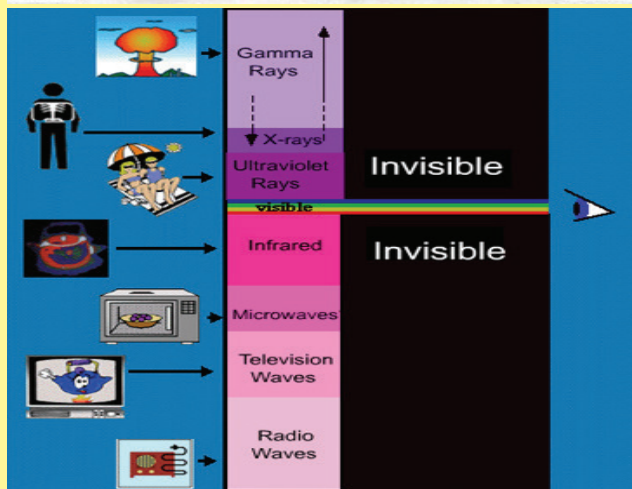 Gamma
Rays
X-rays
Ultraviolet
Rays
Invisible
visible
Infrared
Invisible
Microwaves
Television
Waves
Radio
Waves